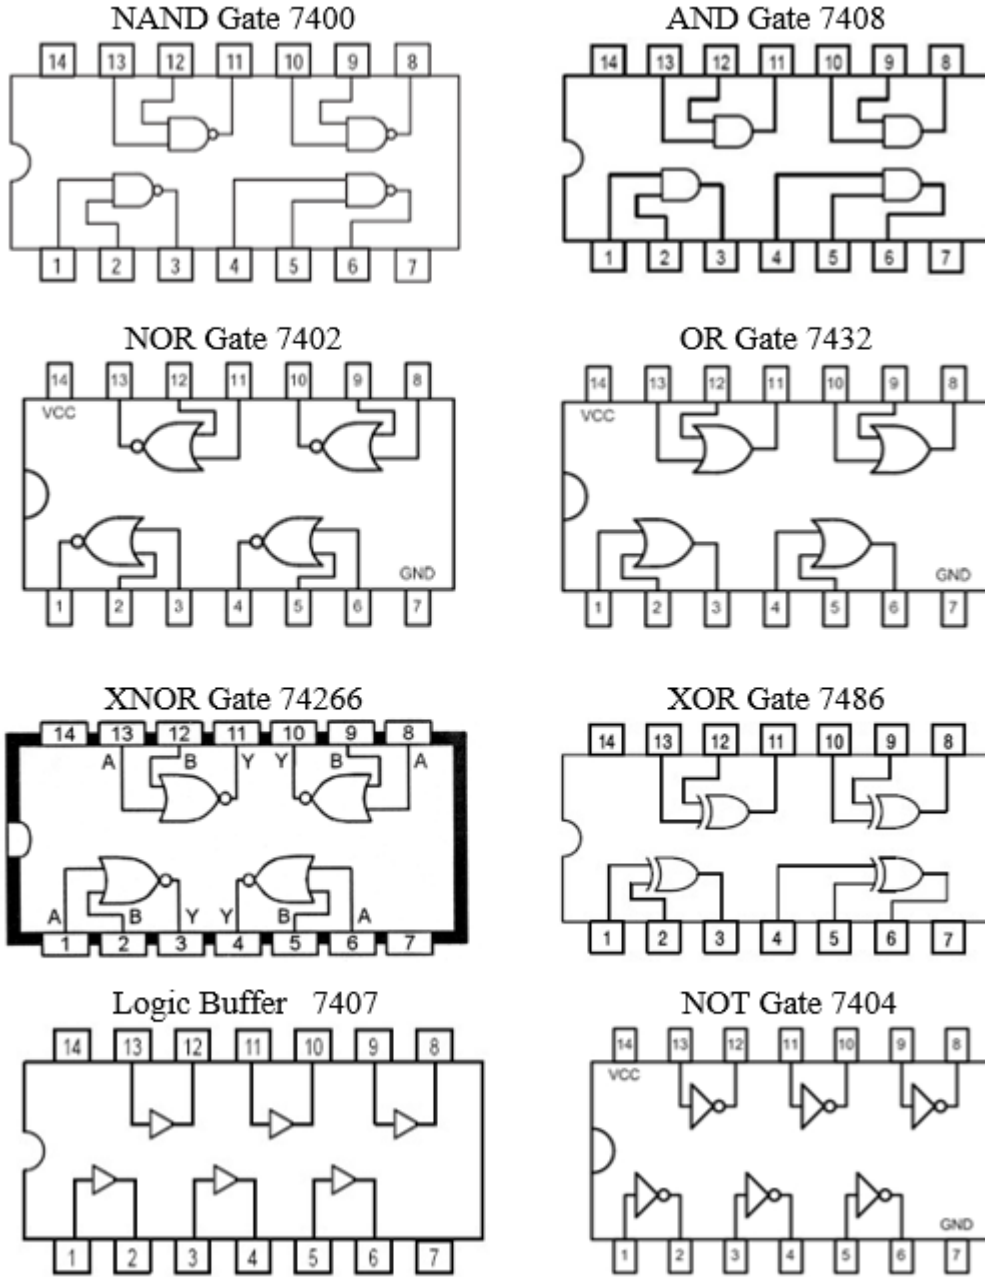 NAND Gate 7400
14 13 12 11 10 9 8
1 2 3 4 5 6 7
AND Gate 7408
14 13 12 11 10 9 8
1 2 3 4 5 6 7
NOR Gate 7402
14 13 12 11 10 9 8
VCC
GND
1 2 3 4 5 6 7
OR Gate 7432
14 13 12 11 10 9 8
VCC
GND
1 2 3 4 5 6 7
XNOR Gate 74266
14 13 12 11 10 9 8
A B Y Y B A
A B Y Y B A
1 2 3 4 5 6 7
XOR Gate 7486
14 13 12 11 10 9 8
1 2 3 4 5 6 7
Logic Buffer 7407
14 13 12 11 10 9 8
1 2 3 4 5 6 7
NOT Gate 7404
14 13 12 11 10 9 8
VCC
GND
1 2 3 4 5 6 7